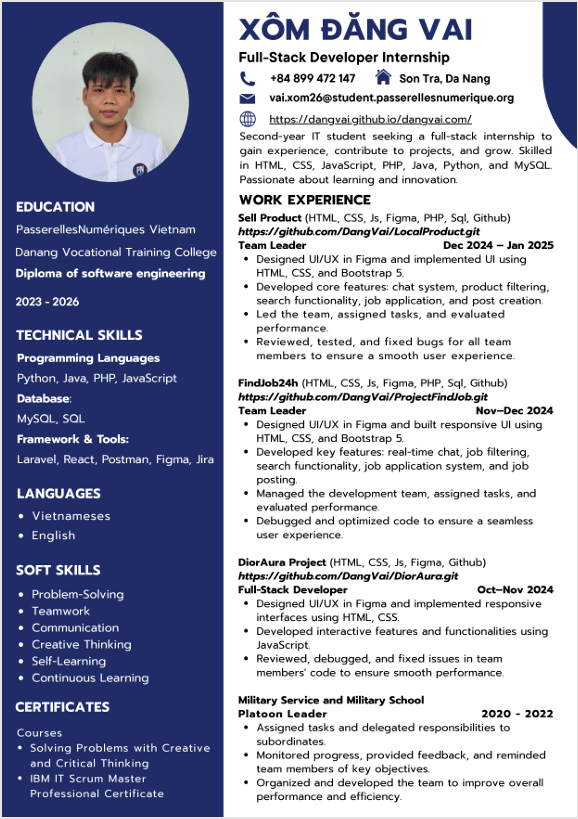 XÔM ĐĂNG VAI
Full-Stack Developer Internship
+84 899 472 147 Son Tra, Da Nang
vai.xom26@student.passerellesnumerique.org
https://dangvai.github.io/dangvai.com/
Second-year IT student seeking a full-stack internship to
gain experience, contribute to projects, and grow. Skilled
in HTML, CSS, JavaScript, PHP, Java, Python, and MySQL.
Passionate about learning and innovation.
EDUCATION
PasserellesNumériques Vietnam
Danang Vocational Training College
Diploma of software engineering
2023 - 2026
TECHNICAL SKILLS
Programming Languages
Python, Java, PHP, JavaScript
Database:
MySQL, SQL
Framework & Tools:
Laravel, React, Postman, Figma, Jira
LANGUAGES
• Vietnameses
• English
SOFT SKILLS
• Problem-Solving
• Teamwork
• Communication
• Creative Thinking
• Self-Learning
• Continuous Learning
CERTIFICATES
Courses
• Solving Problems with Creative
and Critical Thinking
• IBM IT Scrum Master
Professional Certificate
WORK EXPERIENCE
Sell Product (HTML, CSS, Js, Figma, PHP, Sql, Github)
https://github.com/DangVai/LocalProduct.git
Team Leader Dec 2024 – Jan 2025
• Designed UI/UX in Figma and implemented UI using
HTML, CSS, and Bootstrap 5.
• Developed core features: chat system, product filtering,
search functionality, job application, and post creation.
• Led the team, assigned tasks, and evaluated
performance.
• Reviewed, tested, and fixed bugs for all team
members to ensure a smooth user experience.
FindJob24h (HTML, CSS, Js, Figma, PHP, Sql, Github)
https://github.com/DangVai/ProjectFindJob.git
Team Leader Nov–Dec 2024
• Designed UI/UX in Figma and built responsive UI using
HTML, CSS, and Bootstrap 5.
• Developed key features: real-time chat, job filtering,
search functionality, job application system, and job
posting.
• Managed the development team, assigned tasks, and
evaluated performance.
• Debugged and optimized code to ensure a seamless
user experience.
DiorAura Project (HTML, CSS, Js, Figma, Github)
https://github.com/DangVai/DiorAura.git
Full-Stack Developer Oct–Nov 2024
• Designed UI/UX in Figma and implemented responsive
interfaces using HTML, CSS.
• Developed interactive features and functionalities using
JavaScript.
• Reviewed, debugged, and fixed issues in team
members' code to ensure smooth performance.
Military Service and Military School
Platoon Leader 2020 - 2022
• Assigned tasks and delegated responsibilities to
subordinates.
• Monitored progress, provided feedback, and reminded
team members of key objectives.
• Organized and developed the team to improve overall
performance and efficiency.